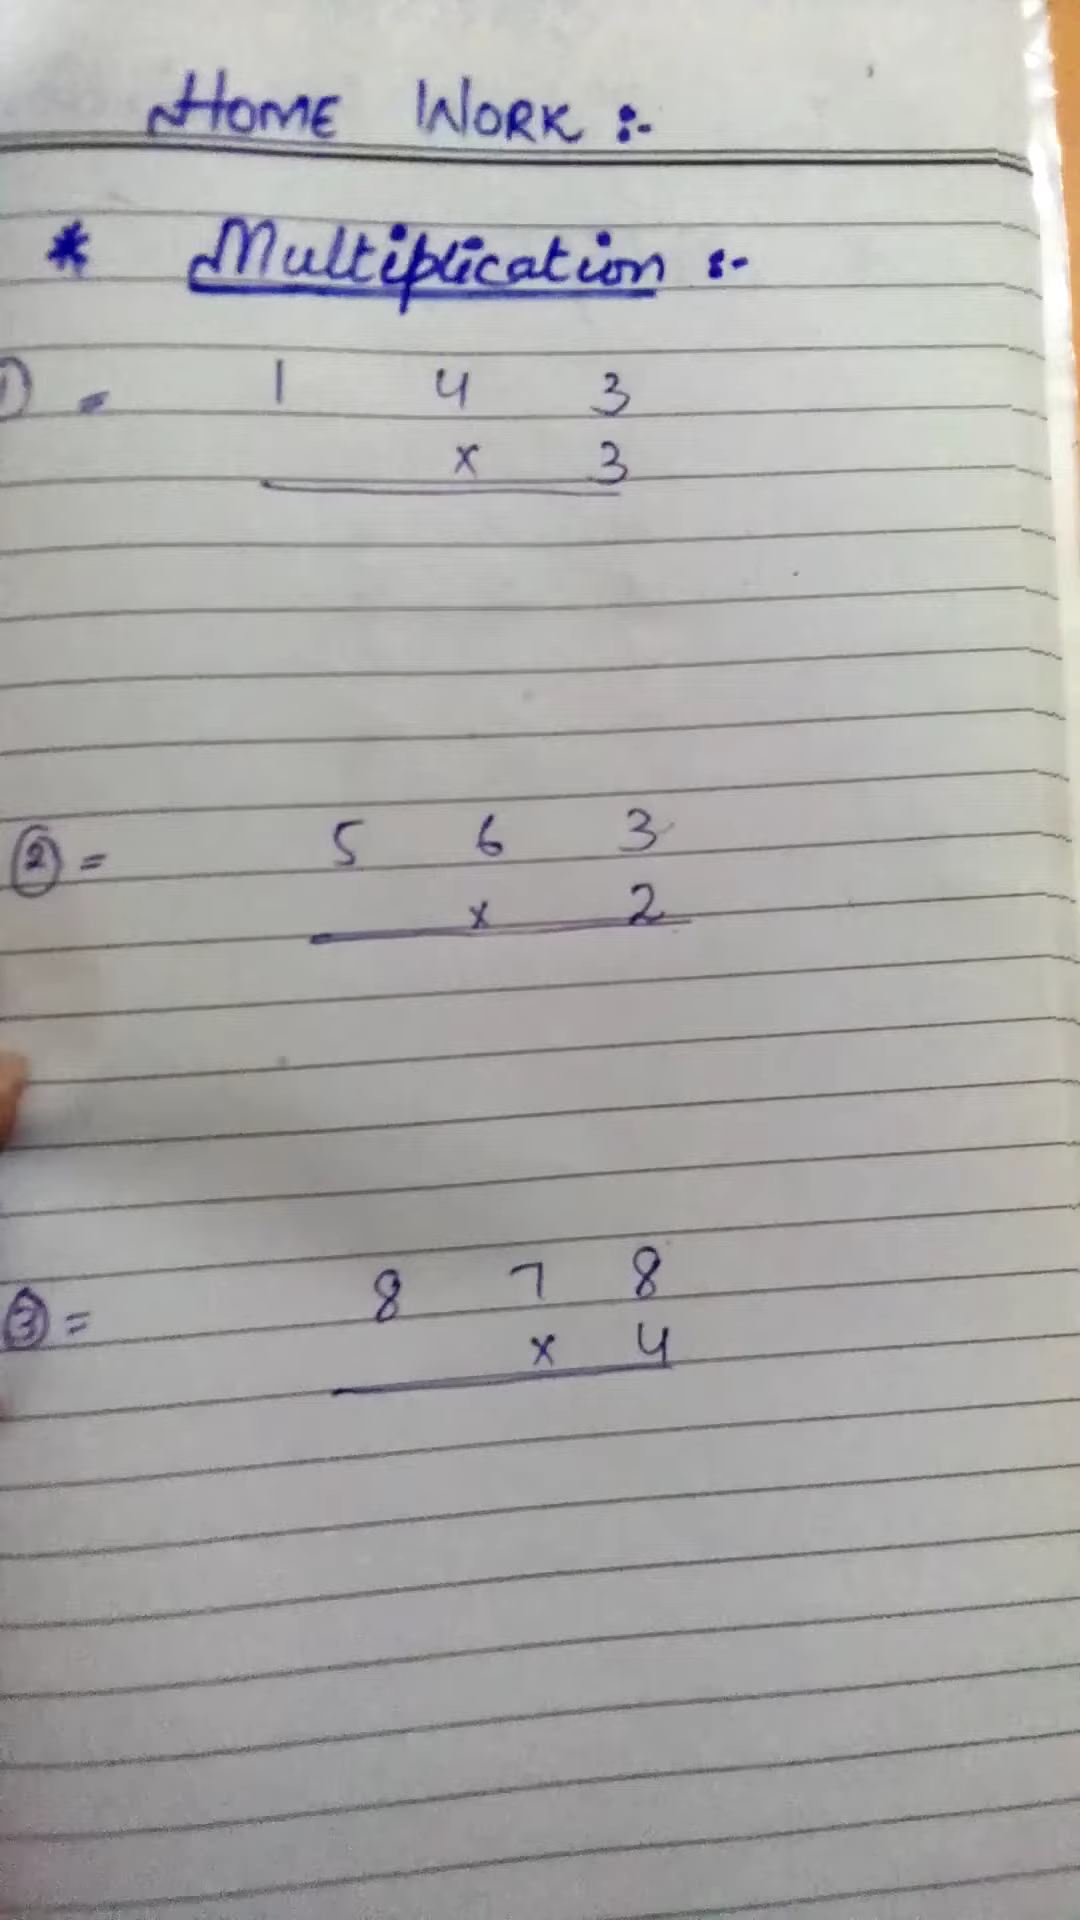 HOME WORK :-
* Multiplication :-
1) = 1 4 3
x 3
2 = 5 6 3
x 2
3 = 8 7 8
x 4